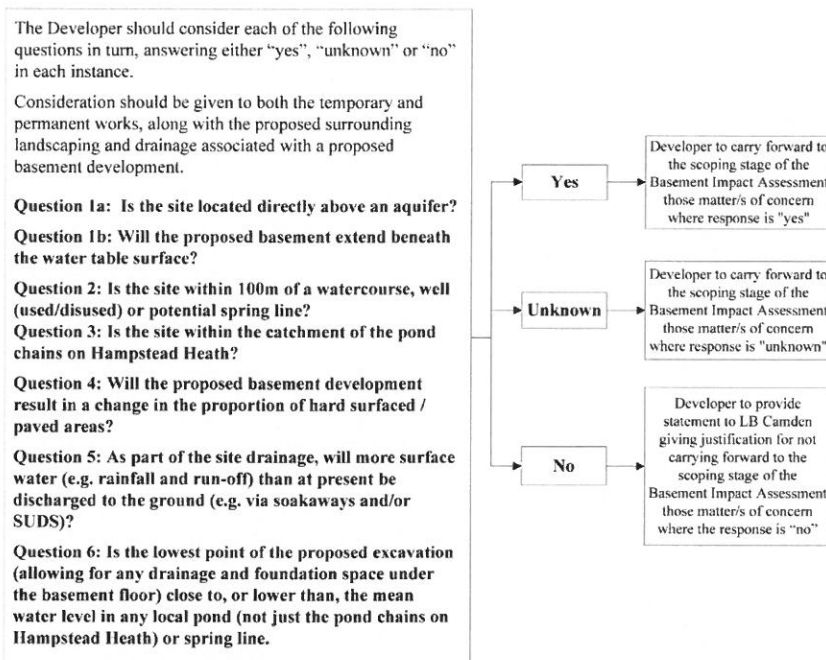 The Developer should consider each of the following
questions in turn, answering either “yes”, “unknown” or “no”
in each instance.
Consideration should be given to both the temporary and
permanent works, along with the proposed surrounding
landscaping and drainage associated with a proposed
basement development.
Question 1a: Is the site located directly above an aquifer?
Question 1b: Will the proposed basement extend beneath
the water table surface?
Question 2: Is the site within 100m of a watercourse, well
(used/disused) or potential spring line?
Question 3: Is the site within the catchment of the pond
chains on Hampstead Heath?
Question 4: Will the proposed basement development
result in a change in the proportion of hard surfaced /
paved areas?
Question 5: As part of the site drainage, will more surface
water (e.g. rainfall and run-off) than at present be
discharged to the ground (e.g. via soakaways and/or
SUDS)?
Question 6: Is the lowest point of the proposed excavation
(allowing for any drainage and foundation space under
the basement floor) close to, or lower than, the mean
water level in any local pond (not just the pond chains on
Hampstead Heath) or spring line.
Yes
Developer to carry forward to
the scoping stage of the
Basement Impact Assessment
those matter/s of concern
where response is "yes"
Unknown
Developer to carry forward to
the scoping stage of the
Basement Impact Assessment
those matter/s of concern
where response is "unknown"
No
Developer to provide
statement to LB Camden
giving justification for not
carrying forward to the
scoping stage of the
Basement Impact Assessment
those matter/s of concern
where the response is “no”